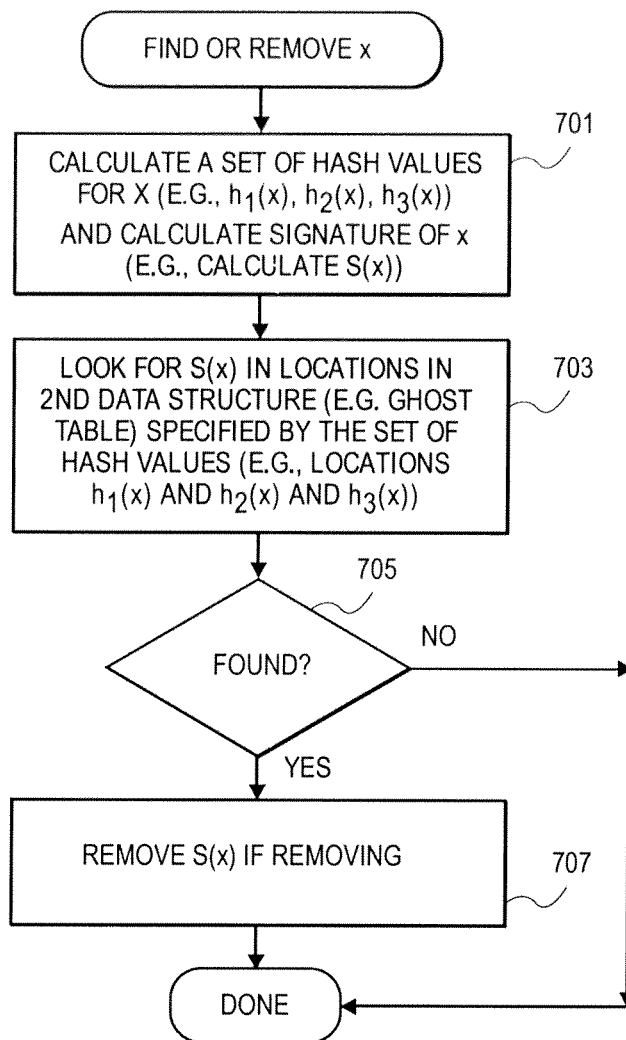 FIND OR REMOVE x
701
CALCULATE A SET OF HASH VALUES
FOR X (E.G., h₁(x), h₂(x), h₃(x))
AND CALCULATE SIGNATURE OF x
(E.G., CALCULATE S(x))
703
LOOK FOR S(x) IN LOCATIONS IN
2ND DATA STRUCTURE (E.G. GHOST
TABLE) SPECIFIED BY THE SET OF
HASH VALUES (E.G., LOCATIONS
h₁(x) AND h₂(x) AND h₃(x))
705
FOUND?
NO
YES
REMOVE S(x) IF REMOVING
707
DONE